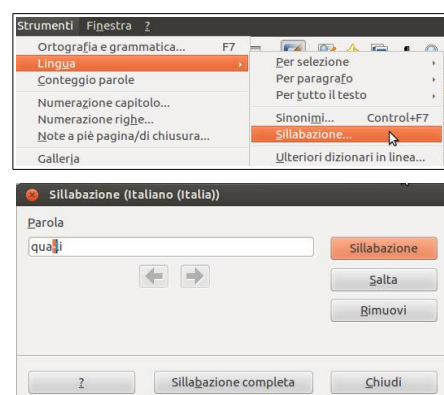 Strumenti Finestra ?
Ortografia e grammatica... F7
Lingua
Conteggio parole
Numerazione capitolo...
Numerazione righe...
Note a piè pagina/di chiusura...
Galleria
Per selezione
Per paragrafo
Per tutto il testo
Sinonimi... Control+F7
Sillabazione...
Ulteriori dizionari in linea...
Sillabazione (Italiano (Italia))
Parola
Sillabazione
Salta
Rimuovi
? Sillabazione completa Chiudi